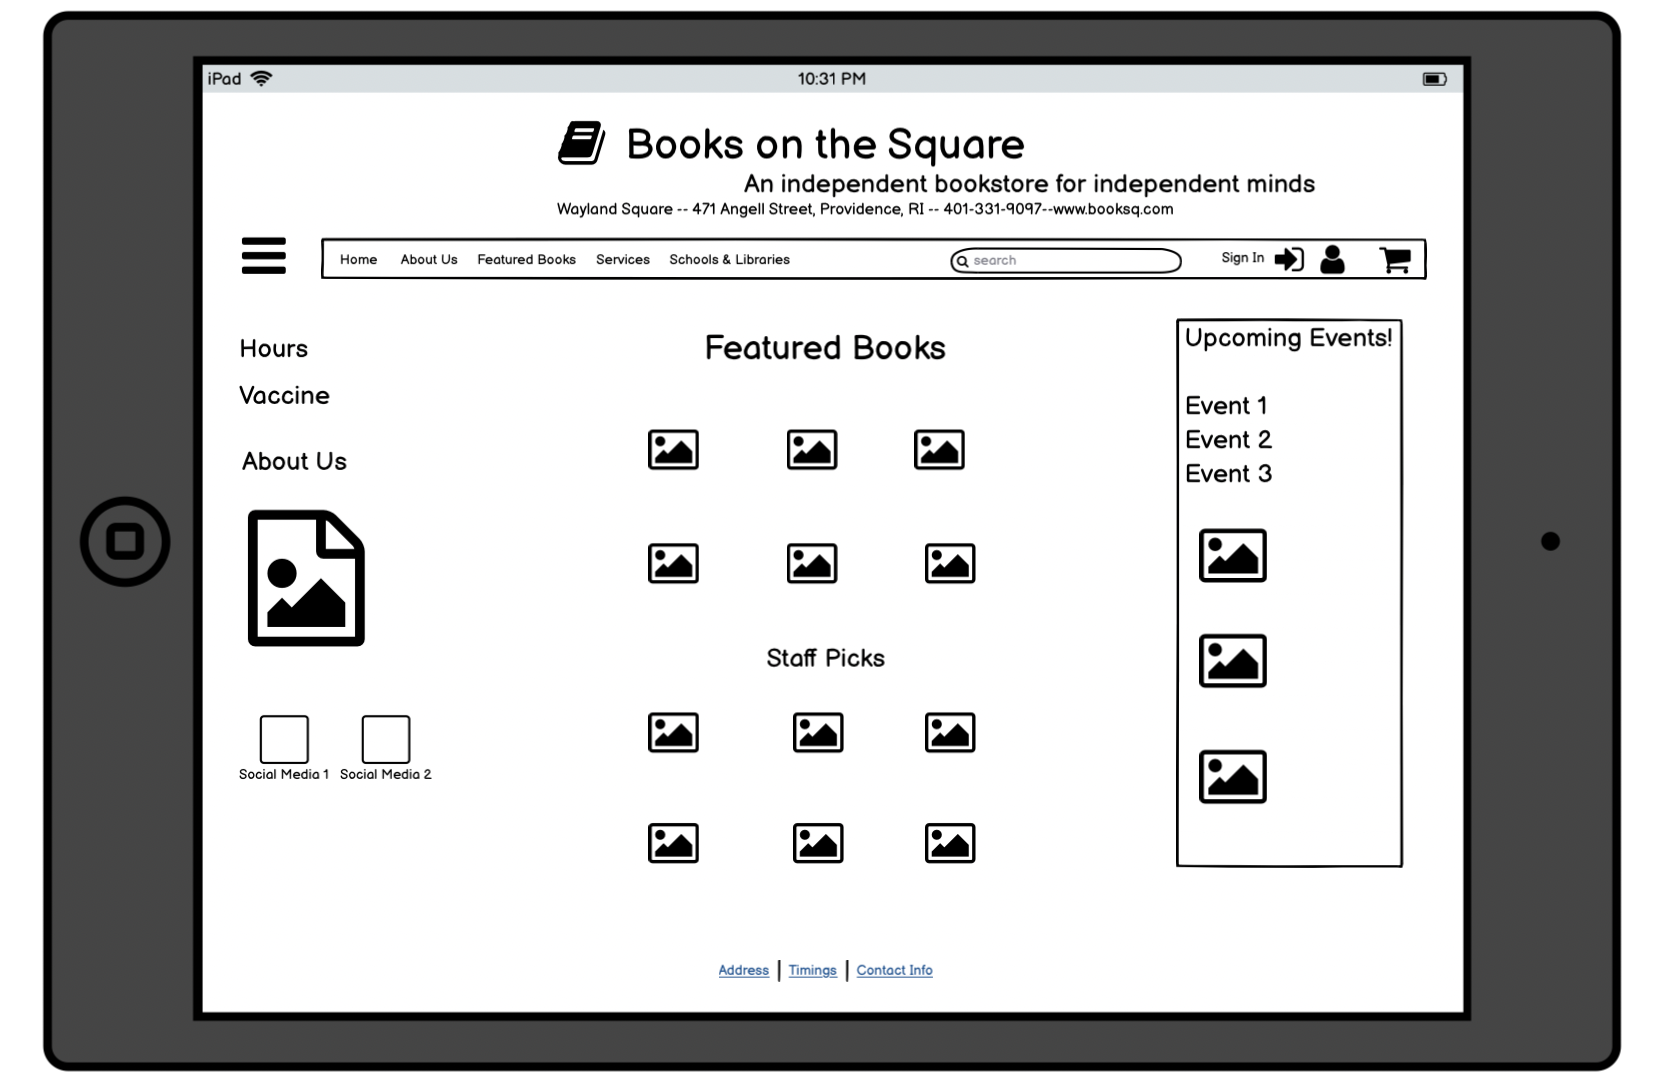 iPad 10:31 PM
Books on the Square
An independent bookstore for independent minds
Wayland Square -- 471 Angell Street, Providence, RI -- 401-331-9097--www.booksq.com
Home About Us Featured Books Services Schools & Libraries search Sign In
Hours
Vaccine
About Us
Social Media 1 Social Media 2
Featured Books
Staff Picks
Upcoming Events!
Event 1
Event 2
Event 3
Address | Timings | Contact Info